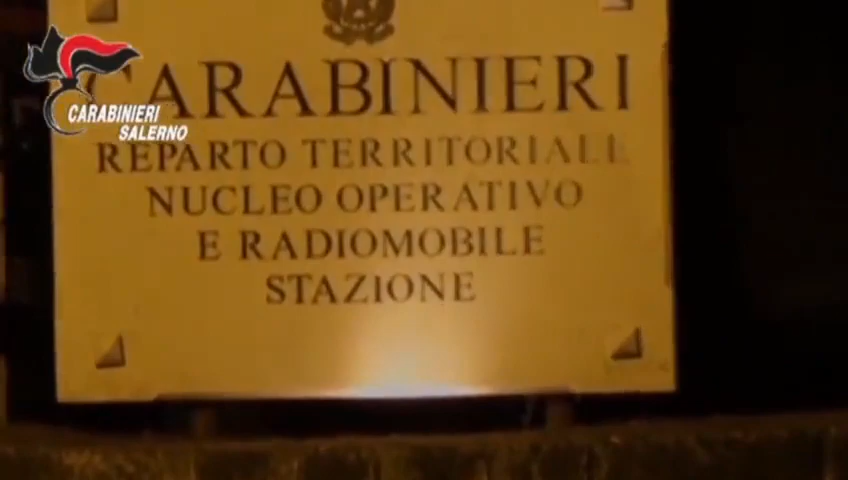 CARABINIERI
CARABINIERI
SALERNO
REPARTO TERRITORIALE
NUCLEO OPERATIVO
E RADIOMOBILE
STAZIONE